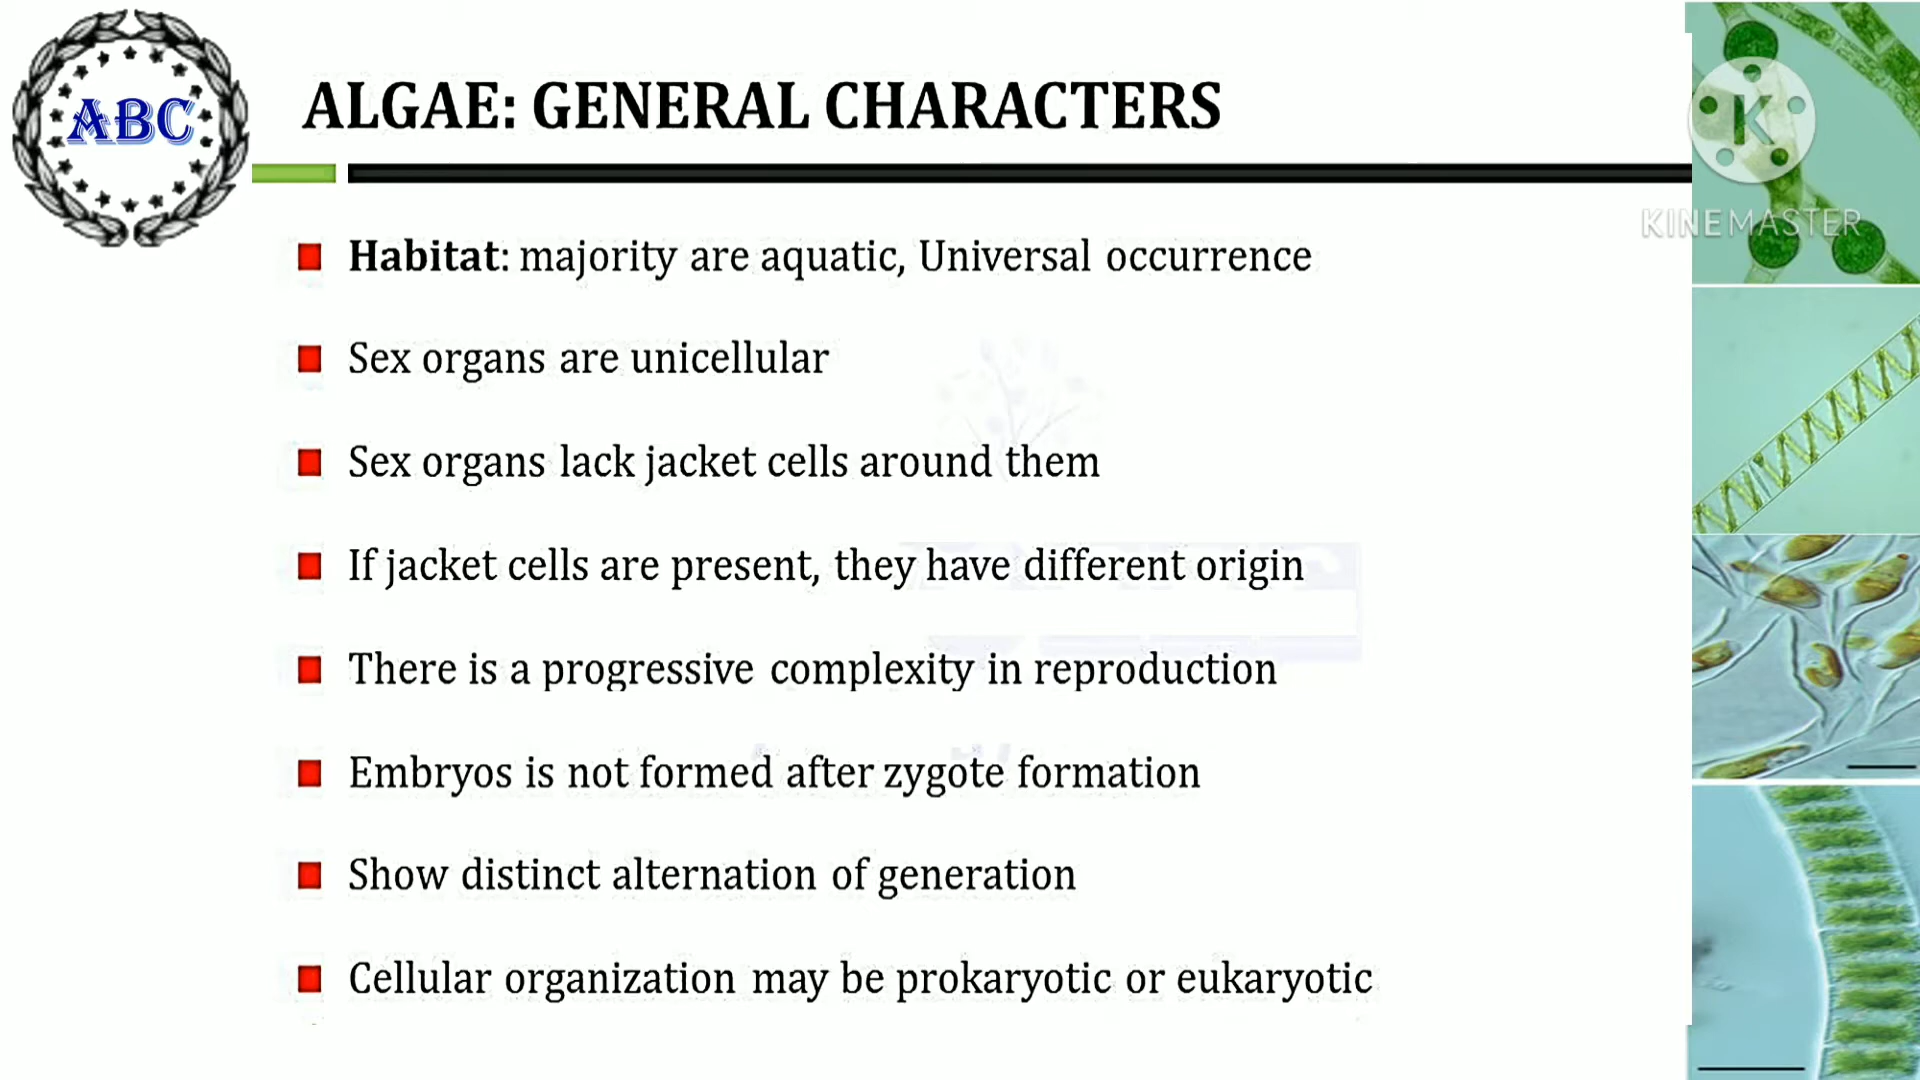 ABC
ALGAE: GENERAL CHARACTERS
K
KINEMASTER
Habitat: majority are aquatic, Universal occurrence
Sex organs are unicellular
Sex organs lack jacket cells around them
If jacket cells are present, they have different origin
There is a progressive complexity in reproduction
Embryos is not formed after zygote formation
Show distinct alternation of generation
Cellular organization may be prokaryotic or eukaryotic